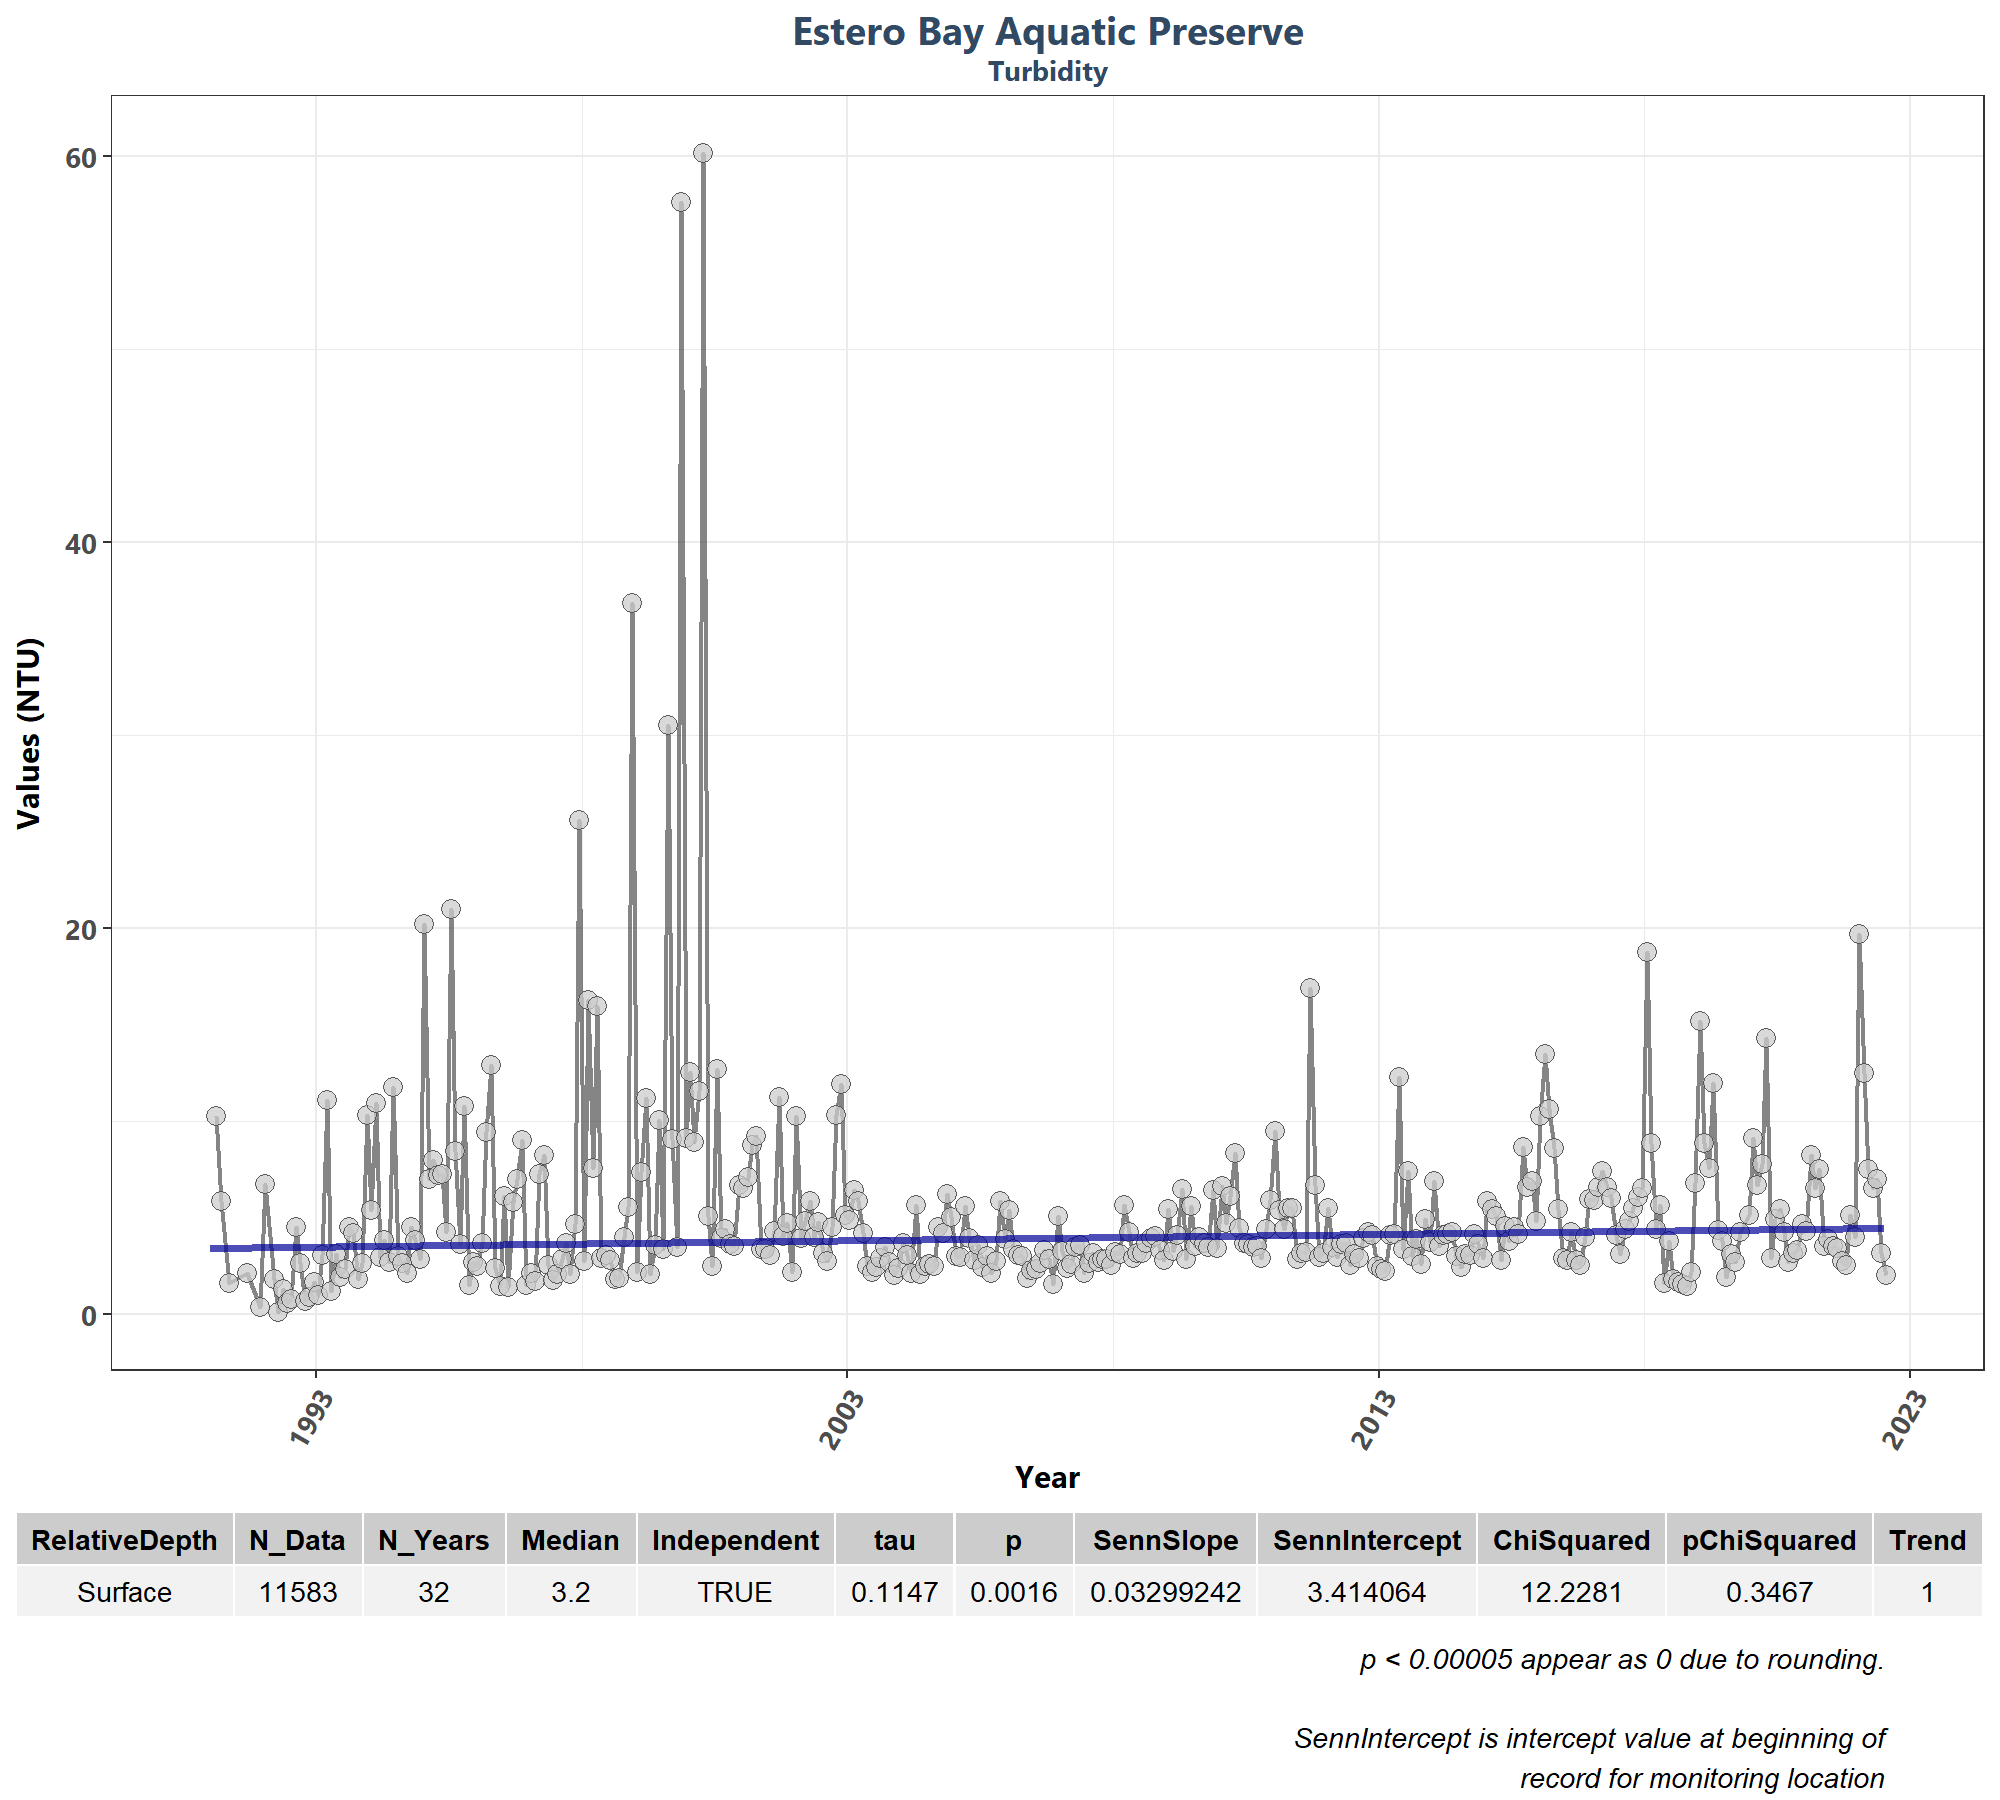 Estero Bay Aquatic Preserve
Turbidity
Values (NTU)
60
40
20
0
1993 2003 2013 2023
Year
RelativeDepth N_Data N_Years Median Independent tau p SennSlope SennIntercept ChiSquared pChiSquared Trend
Surface 11583 32 3.2 TRUE 0.1147 0.0016 0.03299242 3.414064 12.2281 0.3467 1
p < 0.00005 appear as 0 due to rounding.
SennIntercept is intercept value at beginning of
record for monitoring location